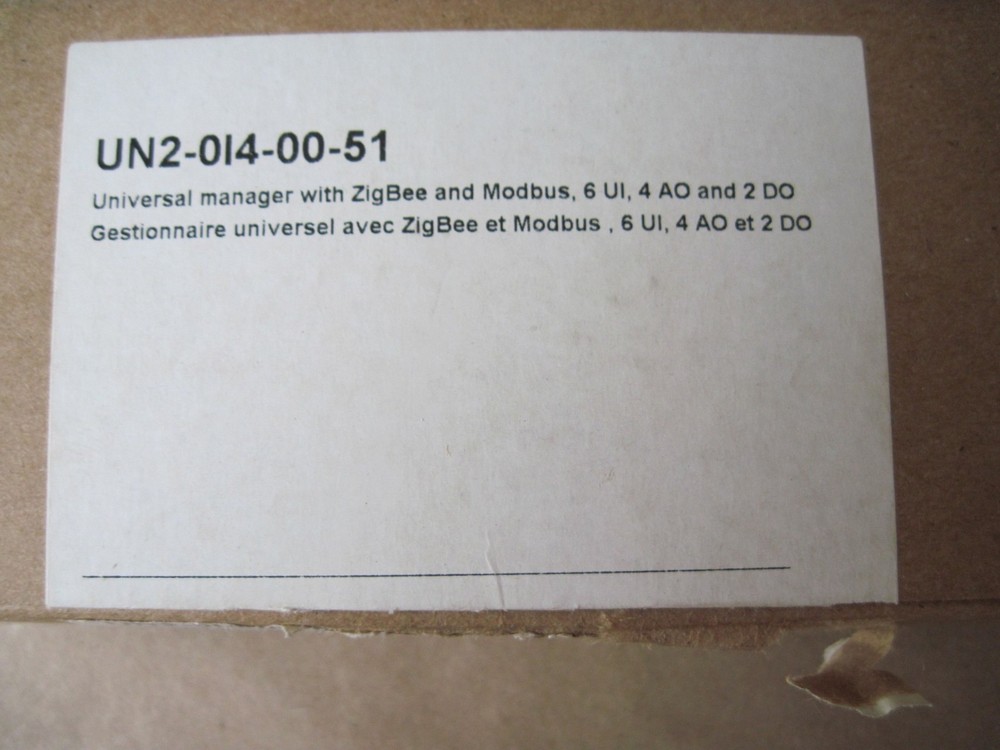 UN2-0I4-00-51
Universal manager with ZigBee and Modbus, 6 UI, 4 AO and 2 DO
Gestionnaire universel avec ZigBee et Modbus , 6 UI, 4 AO et 2 DO